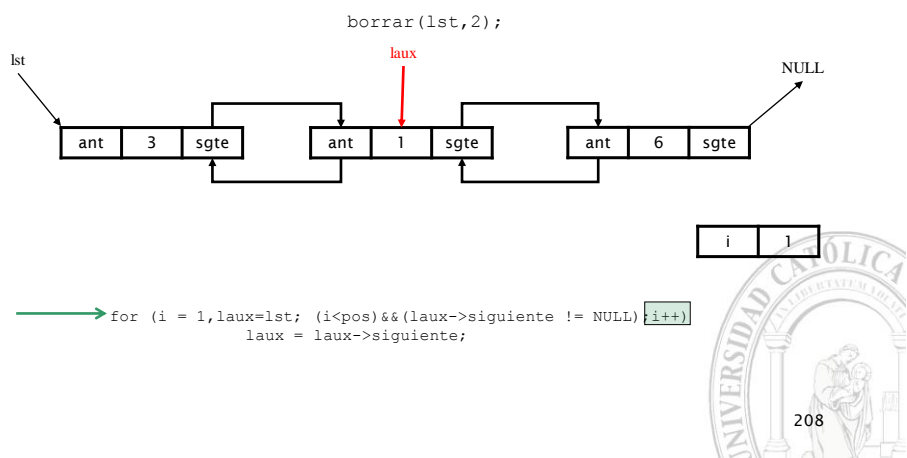 borrar(lst,2);
laux
lst
NULL
ant 3 sgte
ant 1 sgte
ant 6 sgte
i 1
for (i = 1,laux=lst; (i<pos)&&(laux->siguiente != NULL);i++)
laux = laux->siguiente;
208